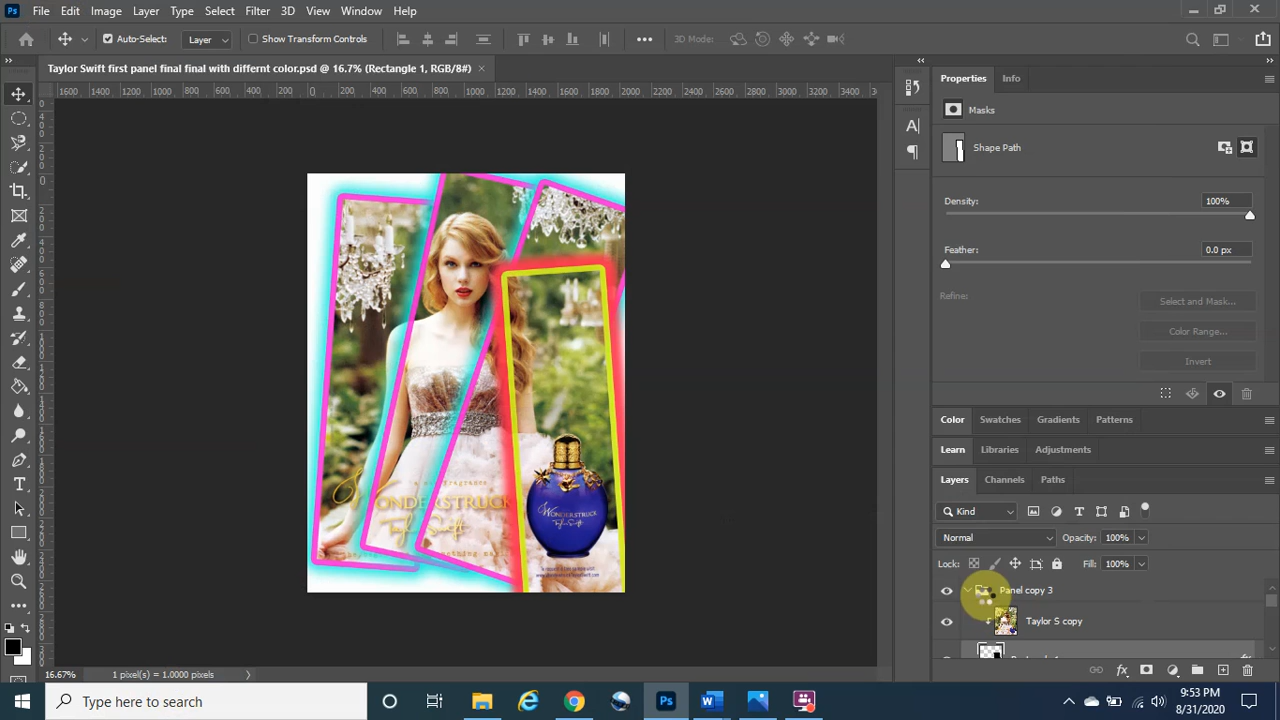 Ps File Edit Image Layer Type Select Filter 3D View Window Help
Auto-Select: Layer Show Transform Controls 3D Mode:
Taylor Swift first panel final final with differnt color.psd @ 16.7% (Rectangle 1, RGB/8#)
1600 1400 1200 1000 800 600 400 200 0 200 400 600 800 1000 1200 1400 1600 1800 2000 2200 2400 2600 2800 3000 3200 3400
Properties Info
Masks
Shape Path
Density: 100%
Feather: 0.0 px
Refine: Select and Mask...
Color Range...
Invert
Color Swatches Gradients Patterns
Learn Libraries Adjustments
Layers Channels Paths
Kind
Normal Opacity: 100%
Lock: Fill: 100%
Panel copy 3
Taylor S copy
a new fragrance
WONDERSTRUCK
Taylor Swift
WONDERSTRUCK
Taylor Swift
16.67% 1 pixel(s) = 1.0000 pixels
Type here to search
9:53 PM
8/31/2020